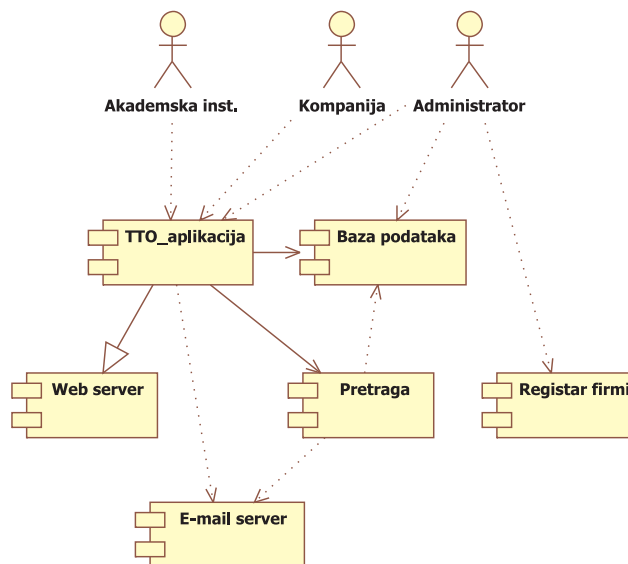 Akademska inst.
Kompanija
Administrator
TTO_aplikacija
Baza podataka
Web server
Pretraga
Registar firmi
E-mail server